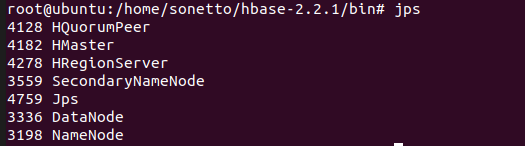 root@ubuntu:/home/sonetto/hbase-2.2.1/bin# jps
4128 HQuorumPeer
4182 HMaster
4278 HRegionServer
3559 SecondaryNameNode
4759 Jps
3336 DataNode
3198 NameNode